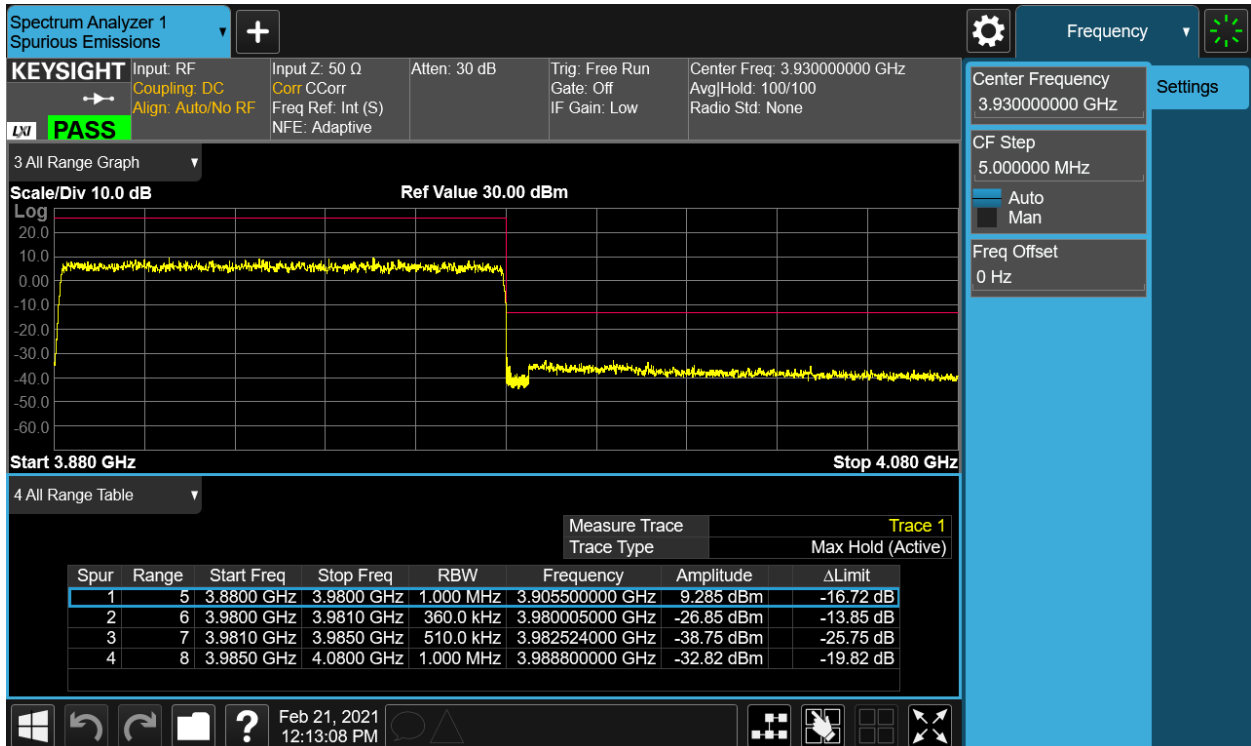 Spectrum Analyzer 1
Spurious Emissions
+
Frequency
KEYSIGHT
LXI
PASS
Input: RF
Coupling: DC
Align: Auto/No RF
Input Z: 50 Ω
Corr CCorr
Freq Ref: Int (S)
NFE: Adaptive
Atten: 30 dB
Trig: Free Run
Gate: Off
IF Gain: Low
Center Freq: 3.930000000 GHz
Avg|Hold: 100/100
Radio Std: None
Center Frequency
3.930000000 GHz
Settings
CF Step
5.000000 MHz
Auto
Man
Freq Offset
0 Hz
3 All Range Graph
Scale/Div 10.0 dB
Ref Value 30.00 dBm
Log
20.0
10.0
0.00
-10.0
-20.0
-30.0
-40.0
-50.0
-60.0
Start 3.880 GHz
Stop 4.080 GHz
4 All Range Table
Measure Trace Trace 1
Trace Type Max Hold (Active)
Spur Range Start Freq Stop Freq RBW Frequency Amplitude ΔLimit
1 5 3.8800 GHz 3.9800 GHz 1.000 MHz 3.905500000 GHz 9.285 dBm -16.72 dB
2 6 3.9800 GHz 3.9810 GHz 360.0 kHz 3.980005000 GHz -26.85 dBm -13.85 dB
3 7 3.9810 GHz 3.9850 GHz 510.0 kHz 3.982524000 GHz -38.75 dBm -25.75 dB
4 8 3.9850 GHz 4.0800 GHz 1.000 MHz 3.988800000 GHz -32.82 dBm -19.82 dB
?
Feb 21, 2021
12:13:08 PM